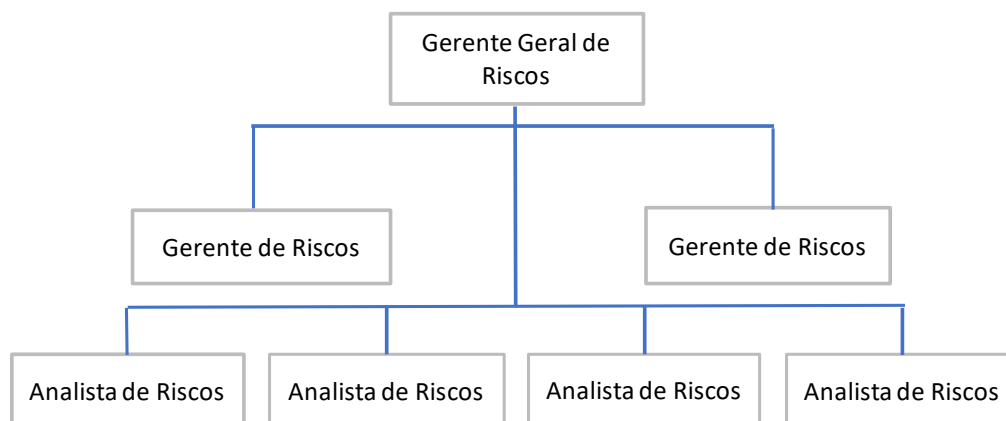 Gerente Geral de
Riscos
Gerente de Riscos
Gerente de Riscos
Analista de Riscos
Analista de Riscos
Analista de Riscos
Analista de Riscos